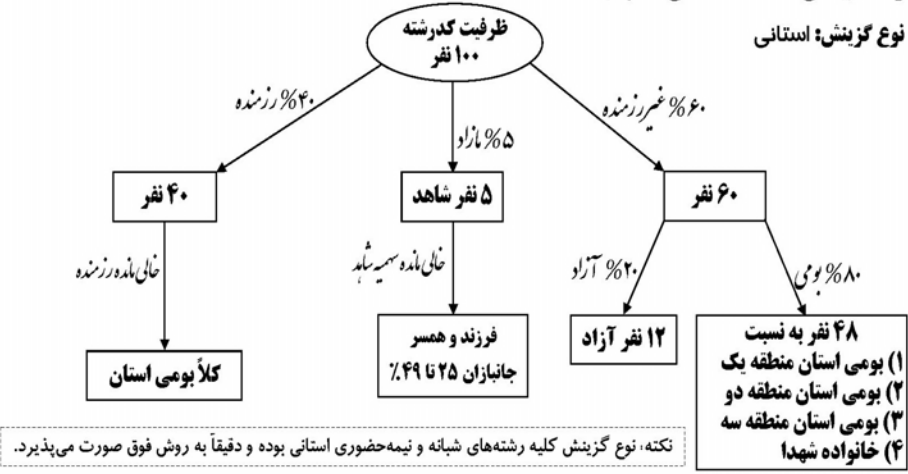 نوع گزینش: استانی
ظرفیت کدرشته
۱۰۰ نفر
۴۰% رزمنده
۵% مازاد
۶۰% غیررزمنده
۴۰ نفر
۵ نفر شاهد
۶۰ نفر
خالی مانده رزمنده
خالی مانده سهمیه شاهد
۲۰% آزاد
۸۰% بومی
کلاً بومی استان
فرزند و همسر
جانبازان ۲۵ تا ۴۹٪
۱۲ نفر آزاد
۴۸ نفر به نسبت
۱) بومی استان منطقه یک
۲) بومی استان منطقه دو
۳) بومی استان منطقه سه
۴) خانواده شهدا
نکته: نوع گزینش کلیه رشته‌های شبانه و نیمه‌حضوری استانی بوده و دقیقاً به روش فوق صورت می‌پذیرد.